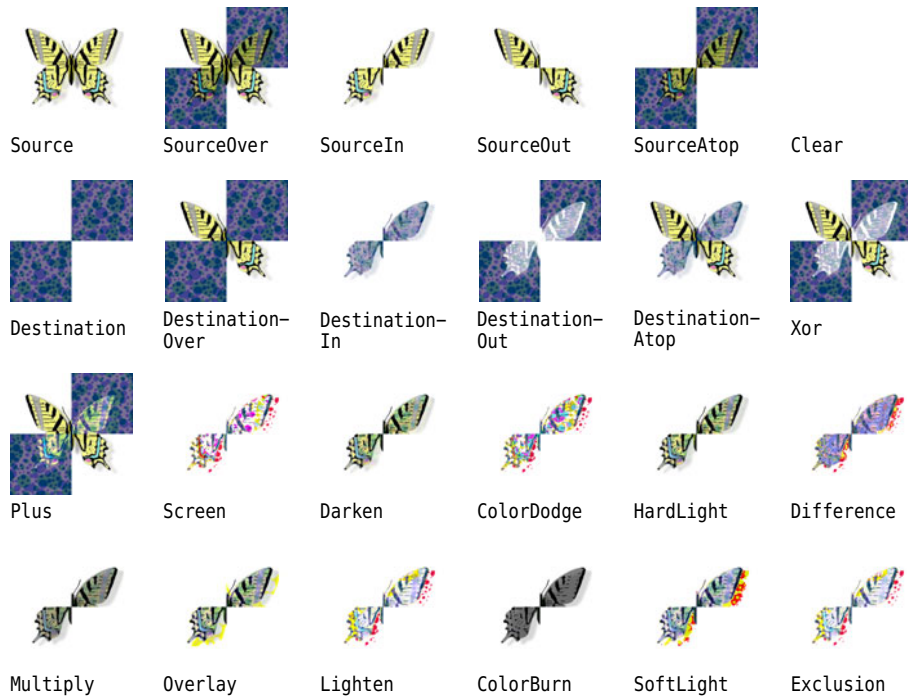 Source
SourceOver
SourceIn
SourceOut
SourceAtop
Clear
Destination
Destination-
Over
Destination-
In
Destination-
Out
Destination-
Atop
Xor
Plus
Screen
Darken
ColorDodge
HardLight
Difference
Multiply
Overlay
Lighten
ColorBurn
SoftLight
Exclusion